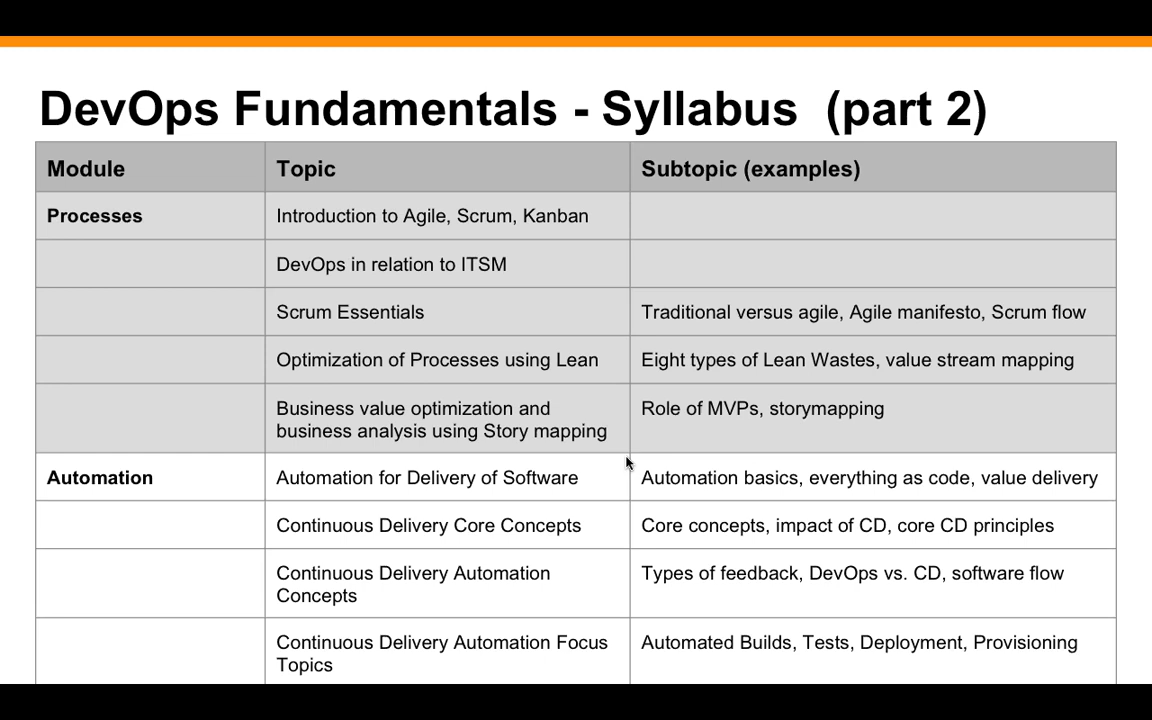 DevOps Fundamentals - Syllabus (part 2)
Module Topic Subtopic (examples)
Processes Introduction to Agile, Scrum, Kanban
DevOps in relation to ITSM
Scrum Essentials Traditional versus agile, Agile manifesto, Scrum flow
Optimization of Processes using Lean Eight types of Lean Wastes, value stream mapping
Business value optimization and Role of MVPs, storymapping
business analysis using Story mapping
Automation Automation for Delivery of Software Automation basics, everything as code, value delivery
Continuous Delivery Core Concepts Core concepts, impact of CD, core CD principles
Continuous Delivery Automation Types of feedback, DevOps vs. CD, software flow
Concepts
Continuous Delivery Automation Focus Automated Builds, Tests, Deployment, Provisioning
Topics